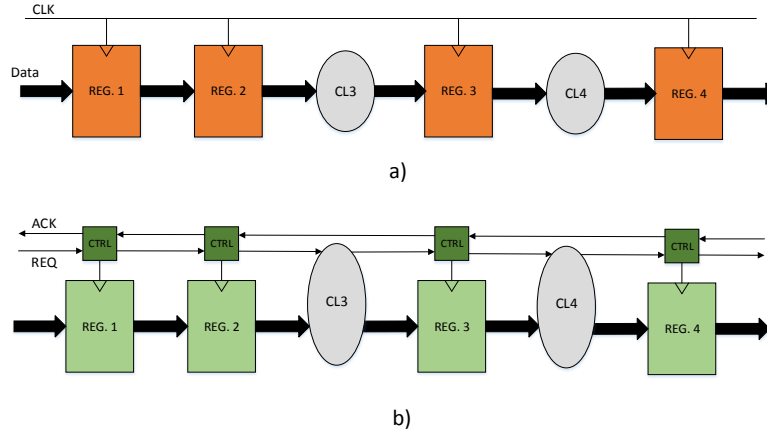 CLK
Data
REG. 1
REG. 2
CL3
REG. 3
CL4
REG. 4
a)
ACK
REQ
CTRL
CTRL
CTRL
CTRL
REG. 1
REG. 2
CL3
REG. 3
CL4
REG. 4
b)